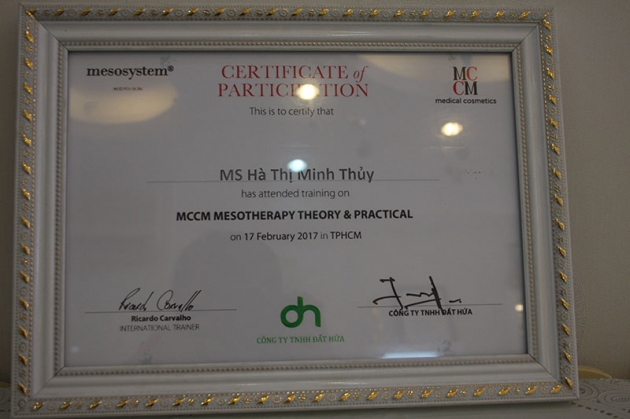 mesosystem®
CERTIFICATE of
PARTICIPATION
MC
CM
medical cosmetics
This is to certify that
MS Hà Thị Minh Thủy
has attended training on
MCCM MESOTHERAPY THEORY & PRACTICAL
on 17 February 2017 in TPHCM
Ricardo Carvalho
Ricardo Carvalho
INTERNATIONAL TRAINER
dh
CÔNG TY TNHH ĐẤT HỨA
CÔNG TY TNHH ĐẤT HỨA